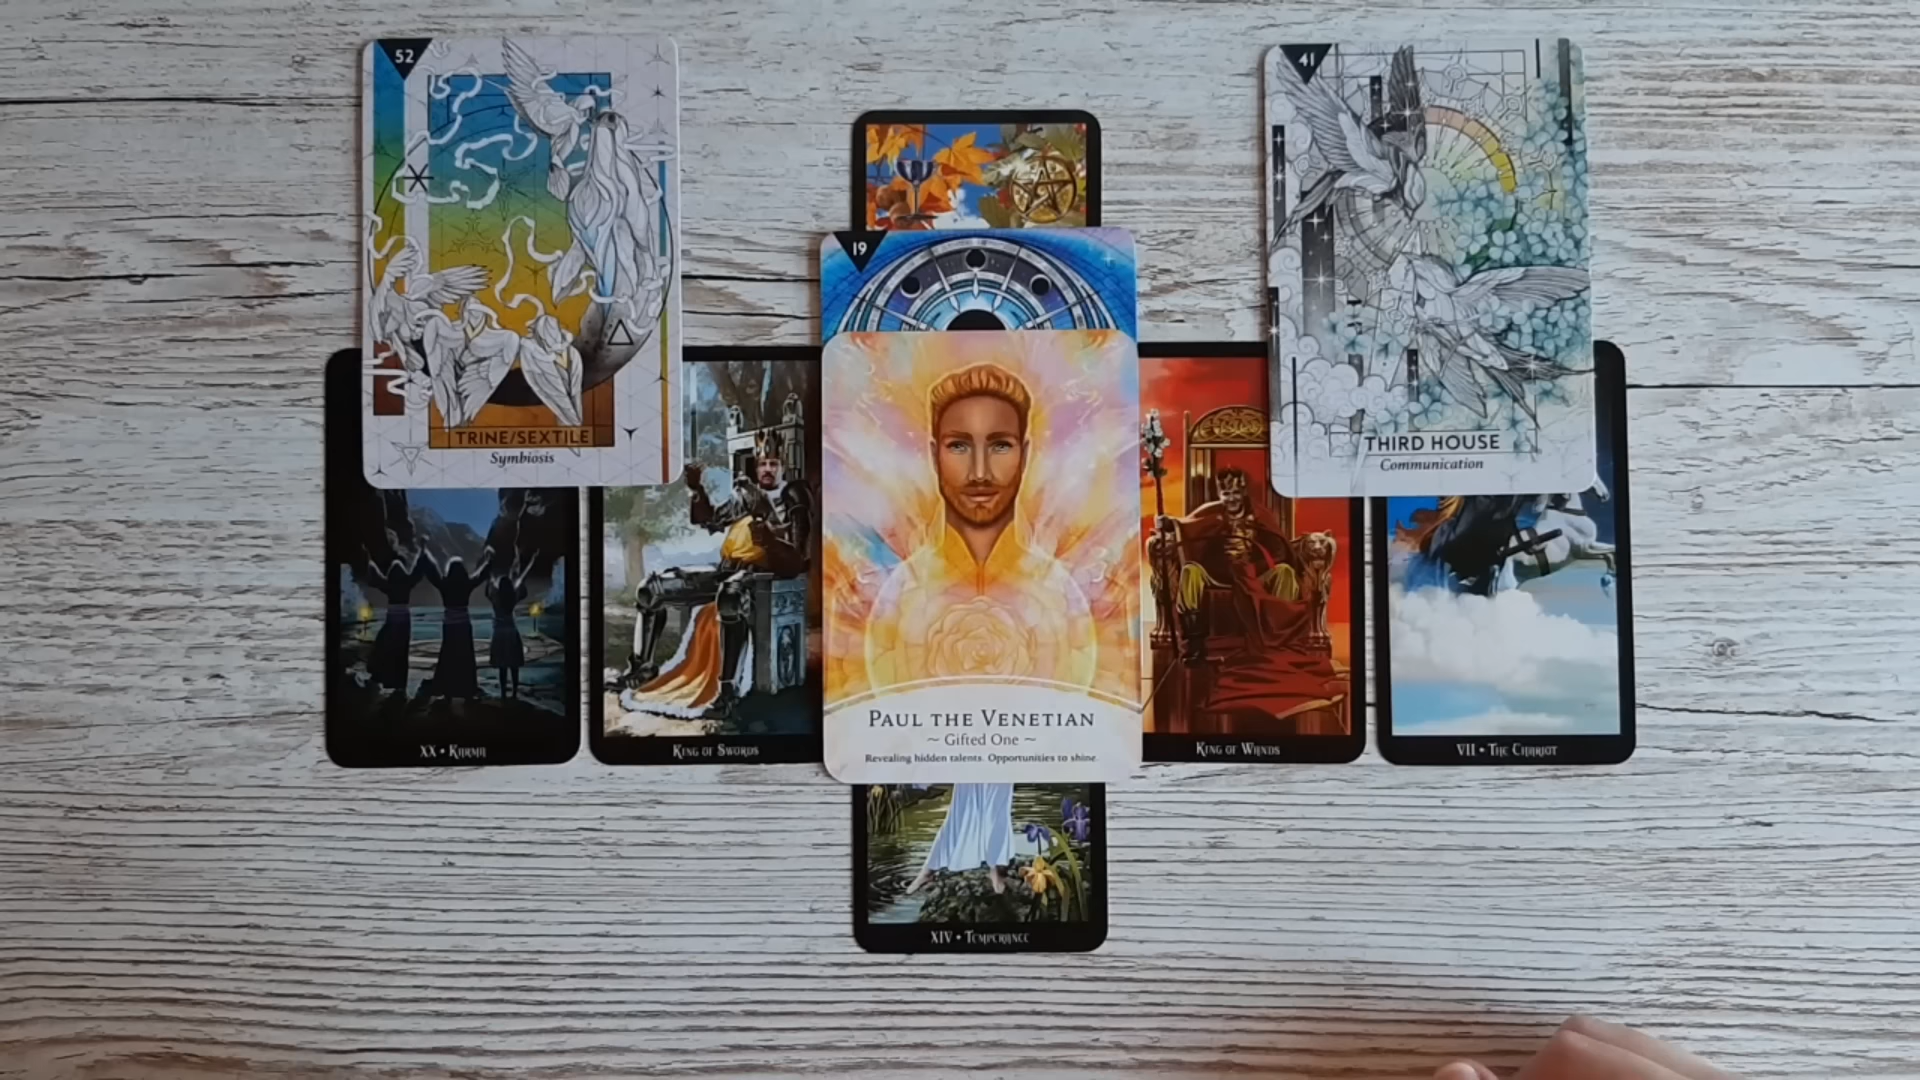 52
TRINE/SEXTILE
Symbiosis
41
THIRD HOUSE
Communication
19
PAUL THE VENETIAN
~ Gifted One ~
Revealing hidden talents. Opportunities to shine.
XX • KARMA
KING OF SWORDS
KING OF WANDS
VII • THE CHARIOT
XIV • TEMPERANCE